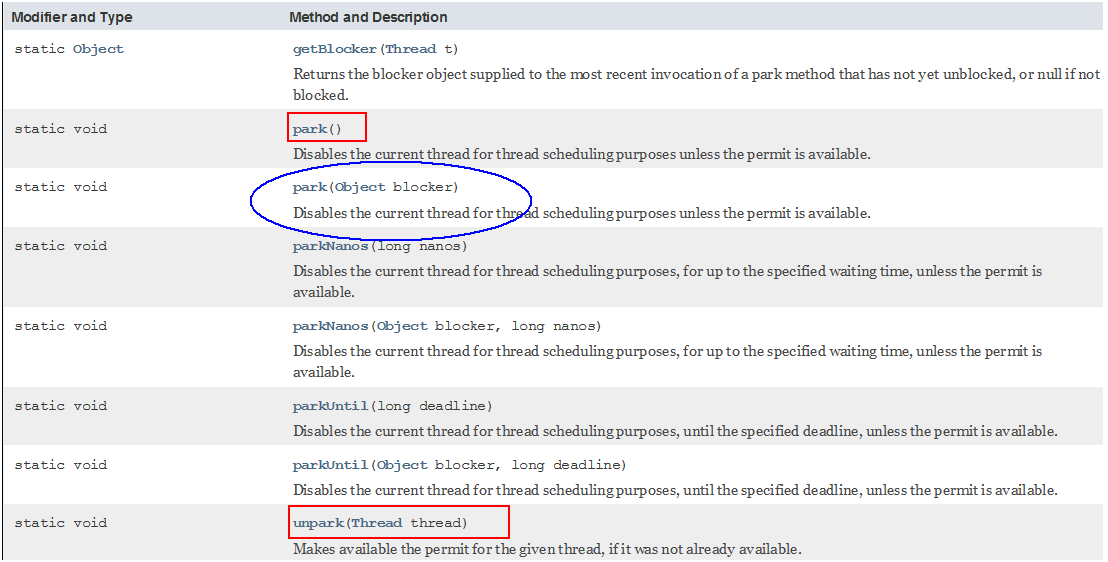 Modifier and Type Method and Description
static Object getBlocker(Thread t)
Returns the blocker object supplied to the most recent invocation of a park method that has not yet unblocked, or null if not
blocked.
static void park()
Disables the current thread for thread scheduling purposes unless the permit is available.
static void park(Object blocker)
Disables the current thread for thread scheduling purposes unless the permit is available.
static void parkNanos(long nanos)
Disables the current thread for thread scheduling purposes, for up to the specified waiting time, unless the permit is
available.
static void parkNanos(Object blocker, long nanos)
Disables the current thread for thread scheduling purposes, for up to the specified waiting time, unless the permit is
available.
static void parkUntil(long deadline)
Disables the current thread for thread scheduling purposes, until the specified deadline, unless the permit is available.
static void parkUntil(Object blocker, long deadline)
Disables the current thread for thread scheduling purposes, until the specified deadline, unless the permit is available.
static void unpark(Thread thread)
Makes available the permit for the given thread, if it was not already available.